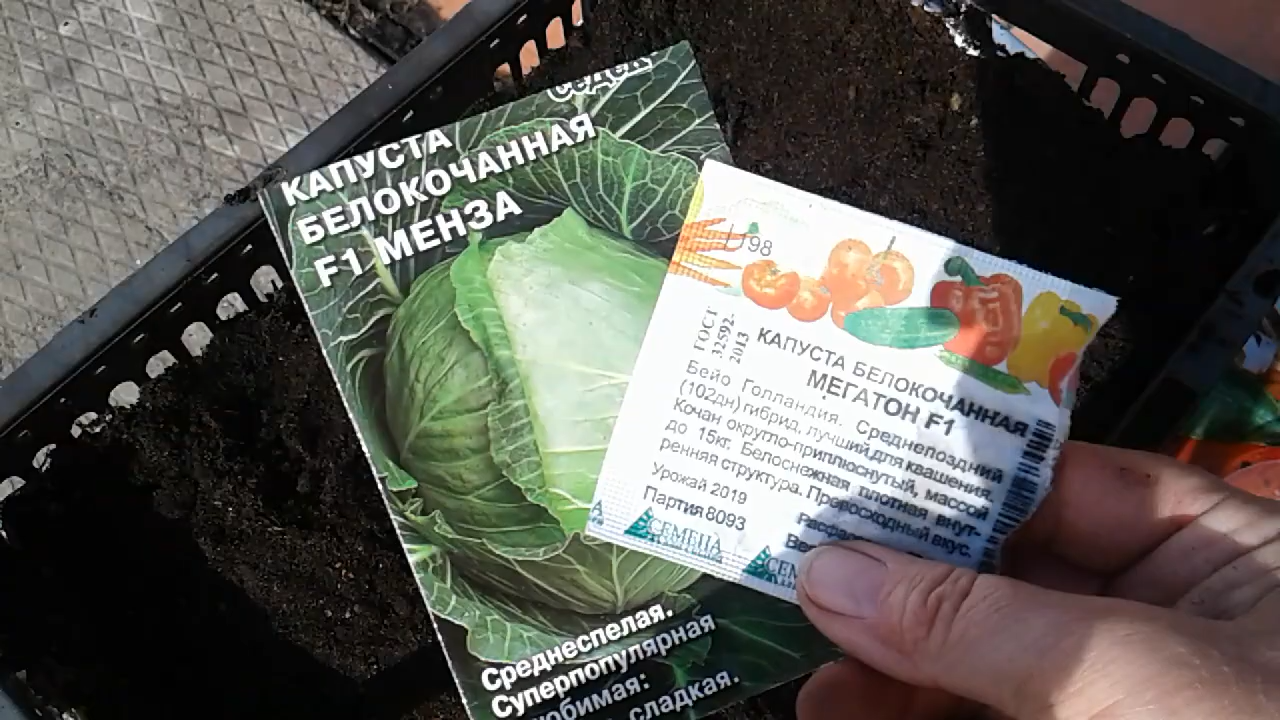 Седек
КАПУСТА
БЕЛОКОЧАННАЯ
F1 МЕНЗА
Среднеспелая.
Суперпопулярная
сладкая.
98
ГОСТ
32592-
2013
КАПУСТА БЕЛОКОЧАННАЯ
МЕГАТОН F1
Бейо Голландия. Среднепоздний
(102дн) гибрид, лучший для квашения.
Кочан округло-приплюснутый, массой
до 15кг. Белоснежная плотная внут-
ренняя структура. Превосходный вкус.
Урожай 2019
Партия 8093
СЕМЕНА